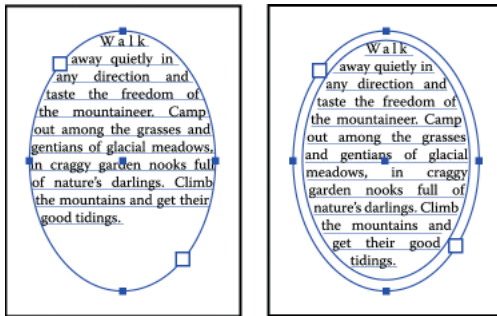 Walk
away quietly in
any direction and
taste the freedom of
the mountaineer. Camp
out among the grasses and
gentians of glacial meadows,
in craggy garden nooks full
of nature's darlings. Climb
the mountains and get their
good tidings.
Walk
away quietly in
any direction and
taste the freedom of
the mountaineer. Camp
out among the grasses
and gentians of glacial
meadows, in craggy
garden nooks full of
nature's darlings. Climb
the mountains and
get their good
tidings.